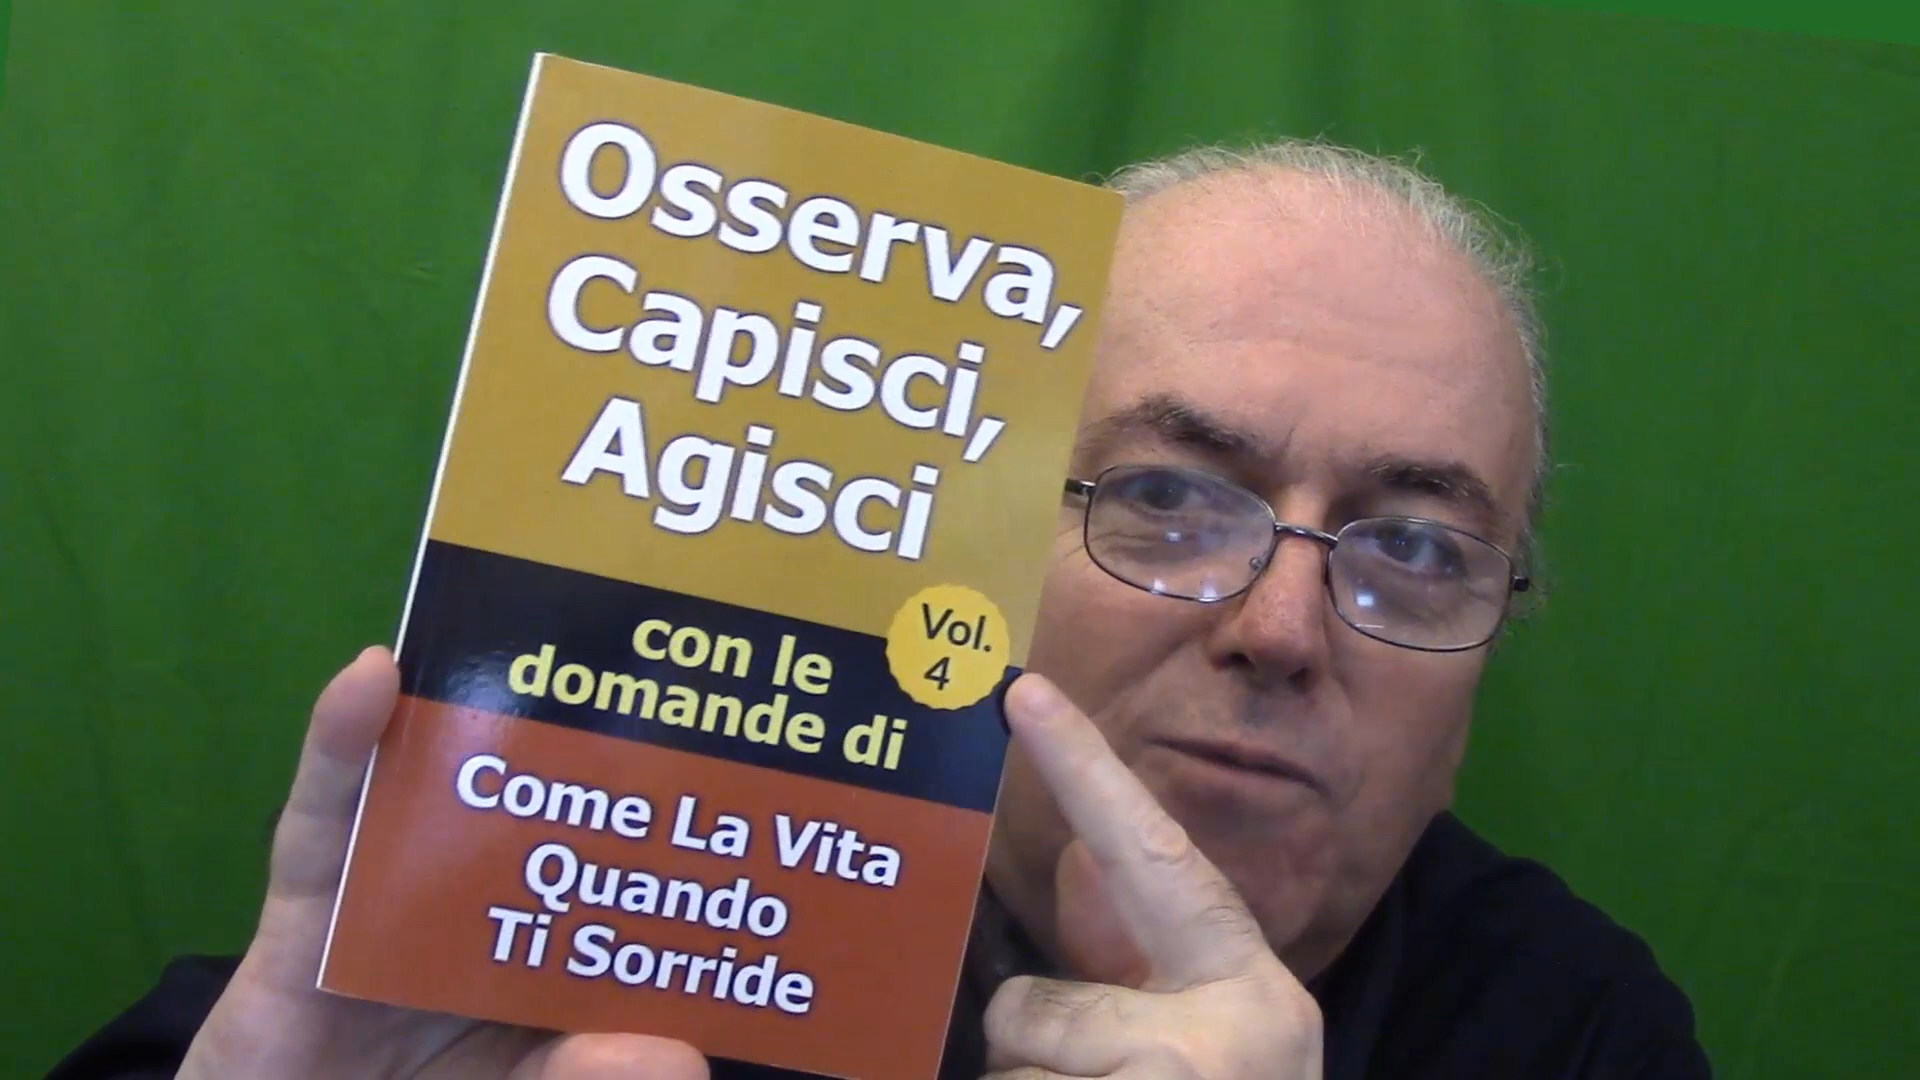 Osserva,
Capisci,
Agisci
Vol.
4
con le
domande di
Come La Vita
Quando
Ti Sorride